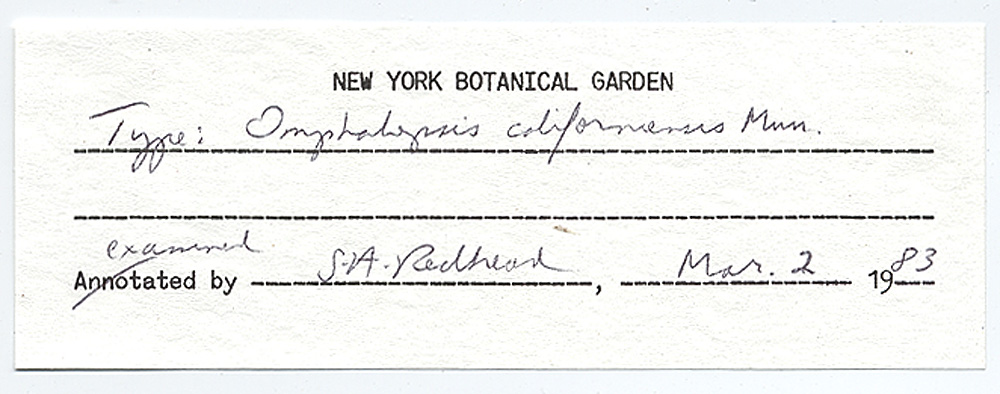 NEW YORK BOTANICAL GARDEN
Type: Omphalopsis californiensis Murr.
examined
Annotated by S.A. Redhead, Mar. 2 1983